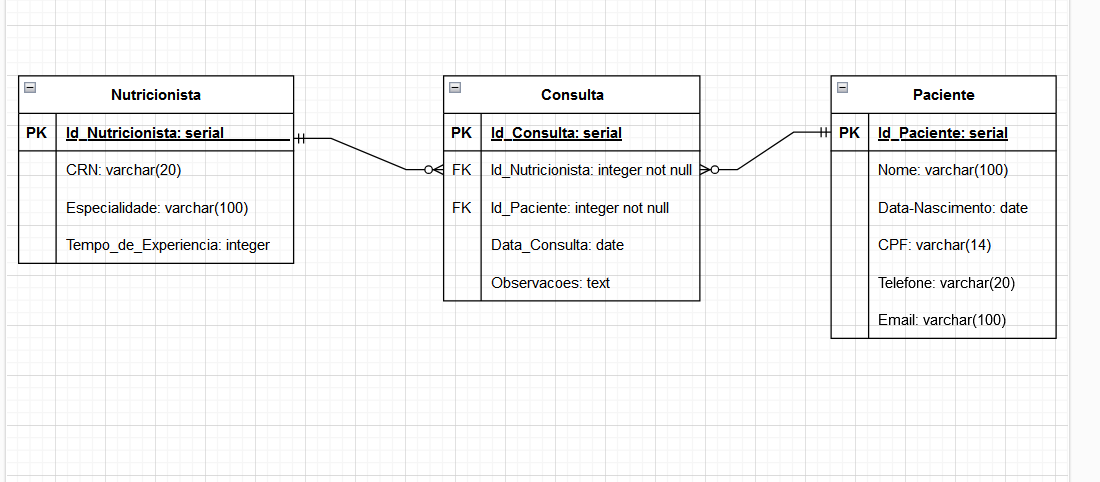 Nutricionista
PK Id_Nutricionista: serial________
CRN: varchar(20)
Especialidade: varchar(100)
Tempo_de_Experiencia: integer
Consulta
PK Id_Consulta: serial
FK Id_Nutricionista: integer not null
FK Id_Paciente: integer not null
Data_Consulta: date
Observacoes: text
Paciente
PK Id_Paciente: serial
Nome: varchar(100)
Data-Nascimento: date
CPF: varchar(14)
Telefone: varchar(20)
Email: varchar(100)